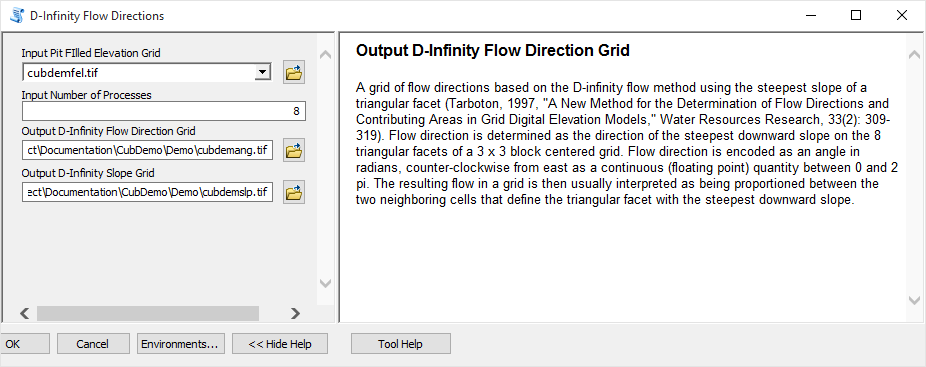 D-Infinity Flow Directions
Input Pit FIlled Elevation Grid
cubdemfel.tif
Input Number of Processes
8
Output D-Infinity Flow Direction Grid
ct\Documentation\CubDemo\Demo\cubdemang.tif
Output D-Infinity Slope Grid
ect\Documentation\CubDemo\Demo\cubdemslp.tif
Output D-Infinity Flow Direction Grid
A grid of flow directions based on the D-infinity flow method using the steepest slope of a
triangular facet (Tarboton, 1997, "A New Method for the Determination of Flow Directions and
Contributing Areas in Grid Digital Elevation Models," Water Resources Research, 33(2): 309-
319). Flow direction is determined as the direction of the steepest downward slope on the 8
triangular facets of a 3 x 3 block centered grid. Flow direction is encoded as an angle in
radians, counter-clockwise from east as a continuous (floating point) quantity between 0 and 2
pi. The resulting flow in a grid is then usually interpreted as being proportioned between the
two neighboring cells that define the triangular facet with the steepest downward slope.
OK
Cancel
Environments...
<< Hide Help
Tool Help